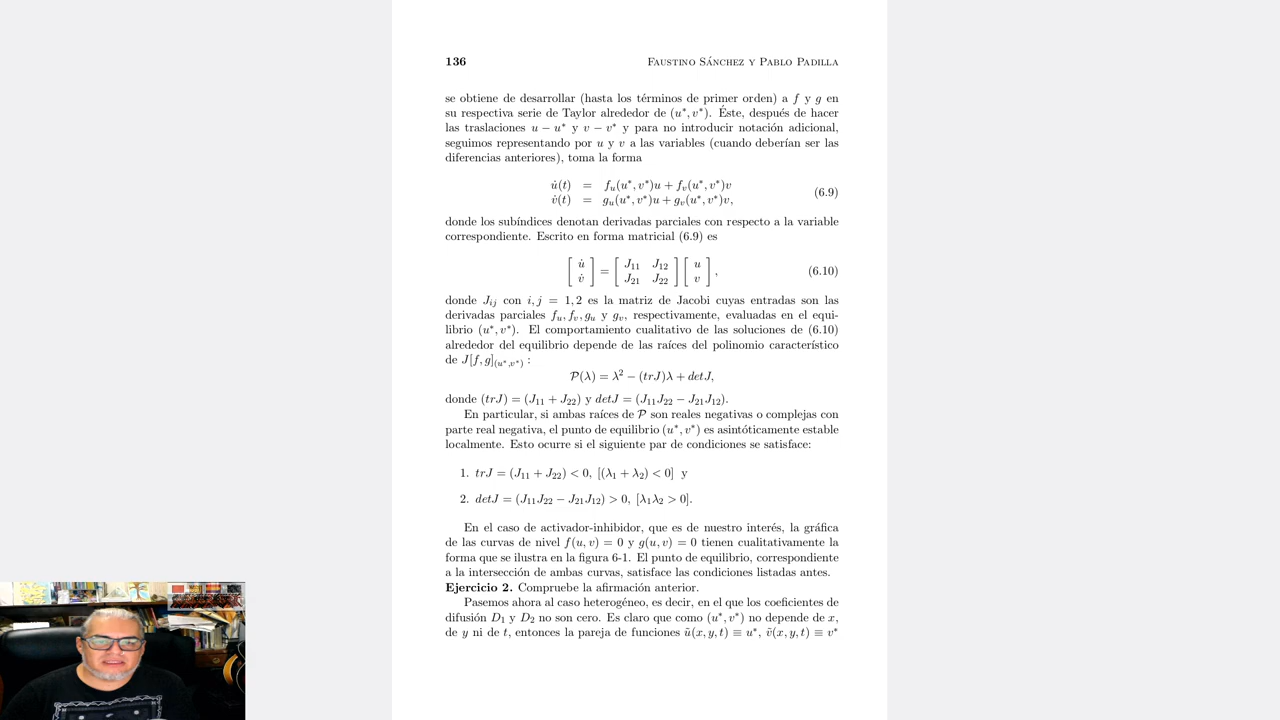 136 FAUSTINO SÁNCHEZ Y PABLO PADILLA
se obtiene de desarrollar (hasta los términos de primer orden) a f y g en
su respectiva serie de Taylor alrededor de (u*, v*). Éste, después de hacer
las traslaciones u − u* y v − v* y para no introducir notación adicional,
seguimos representando por u y v a las variables (cuando deberían ser las
diferencias anteriores), toma la forma
u̇(t) = f_u(u*, v*)u + f_v(u*, v*)v
v̇(t) = g_u(u*, v*)u + g_v(u*, v*)v, (6.9)
donde los subíndices denotan derivadas parciales con respecto a la variable
correspondiente. Escrito en forma matricial (6.9) es
[ u̇ ] = [ J₁₁ J₁₂ ] [ u ]
[ v̇ ] [ J₂₁ J₂₂ ] [ v ] , (6.10)
donde J_ij con i, j = 1, 2 es la matriz de Jacobi cuyas entradas son las
derivadas parciales f_u, f_v, g_u y g_v, respectivamente, evaluadas en el equi-
librio (u*, v*). El comportamiento cualitativo de las soluciones de (6.10)
alrededor del equilibrio depende de las raíces del polinomio característico
de J[f, g]_(u*,v*) :
𝒫(λ) = λ² − (trJ)λ + detJ,
donde (trJ) = (J₁₁ + J₂₂) y detJ = (J₁₁J₂₂ − J₂₁J₁₂).
En particular, si ambas raíces de 𝒫 son reales negativas o complejas con
parte real negativa, el punto de equilibrio (u*, v*) es asintóticamente estable
localmente. Esto ocurre si el siguiente par de condiciones se satisface:
1. trJ = (J₁₁ + J₂₂) < 0, [(λ₁ + λ₂) < 0] y
2. detJ = (J₁₁J₂₂ − J₂₁J₁₂) > 0, [λ₁λ₂ > 0].
En el caso de activador-inhibidor, que es de nuestro interés, la gráfica
de las curvas de nivel f(u, v) = 0 y g(u, v) = 0 tienen cualitativamente la
forma que se ilustra en la figura 6-1. El punto de equilibrio, correspondiente
a la intersección de ambas curvas, satisface las condiciones listadas antes.
Ejercicio 2. Compruebe la afirmación anterior.
Pasemos ahora al caso heterogéneo, es decir, en el que los coeficientes de
difusión D₁ y D₂ no son cero. Es claro que como (u*, v*) no depende de x,
de y ni de t, entonces la pareja de funciones ũ(x, y, t) ≡ u*, ṽ(x, y, t) ≡ v*